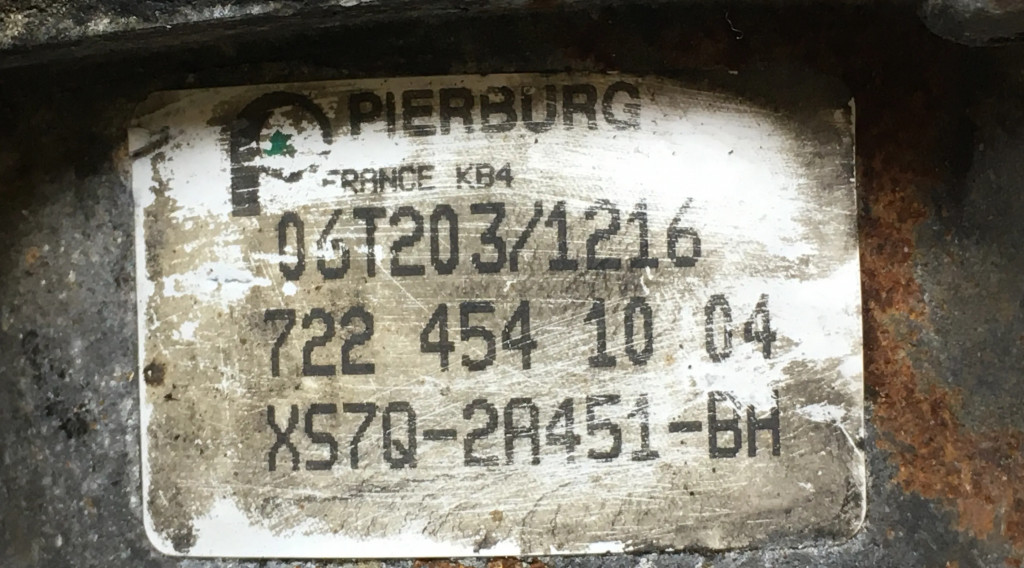 PIERBURG
FRANCE KB4
06T203/1216
722 454 10 04
XS7Q-2A451-BH